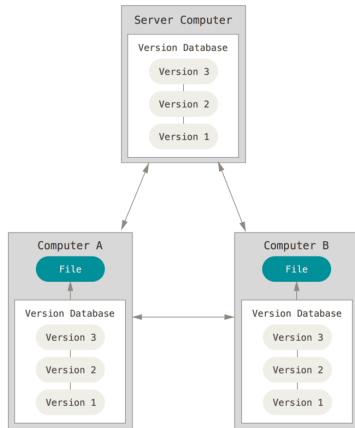 Server Computer
Version Database
Version 3
Version 2
Version 1
Computer A
File
Version Database
Version 3
Version 2
Version 1
Computer B
File
Version Database
Version 3
Version 2
Version 1